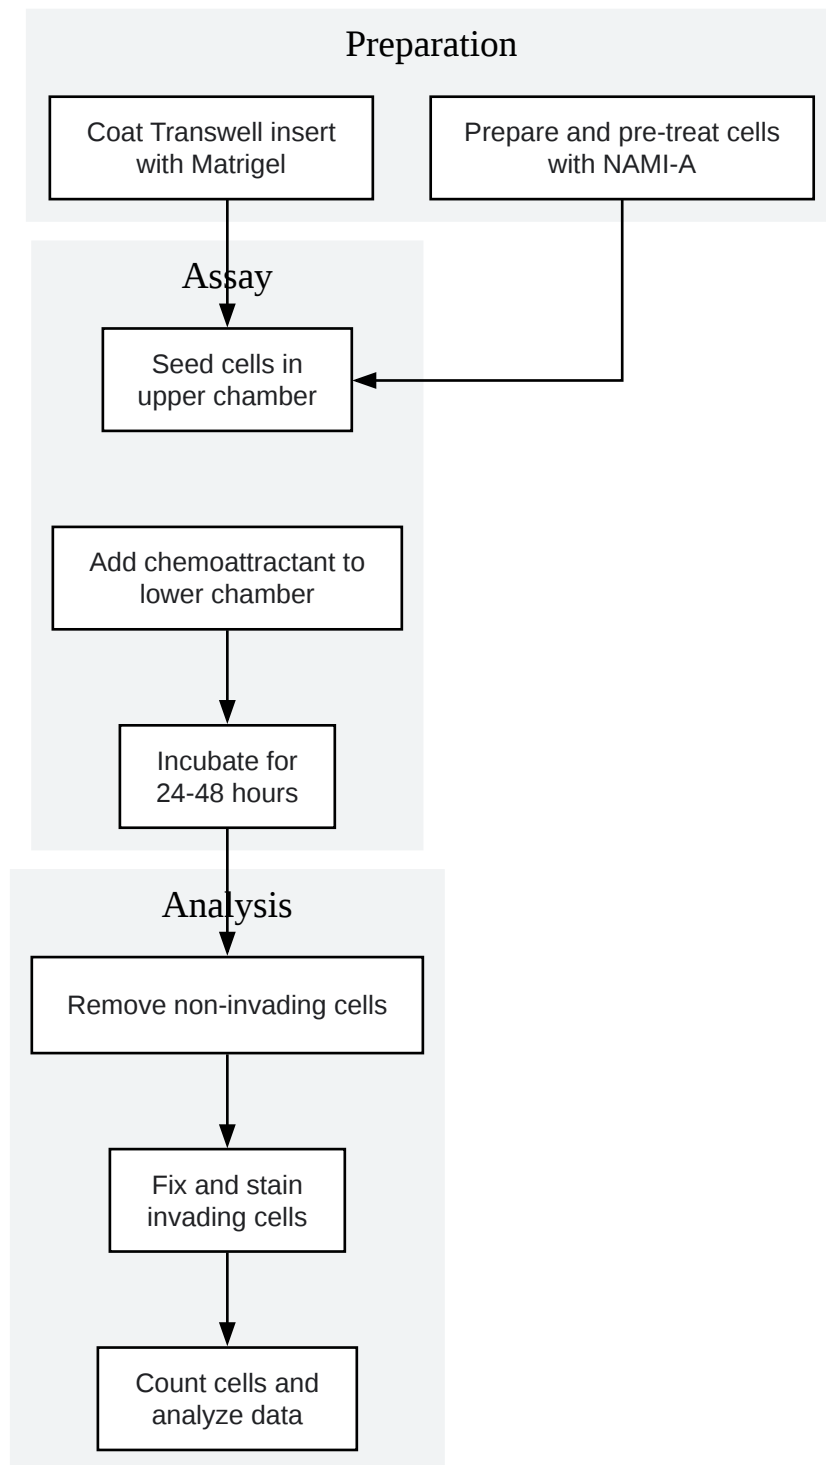 Preparation
Coat Transwell insert
with Matrigel
Prepare and pre-treat cells
with NAMI-A
Assay
Seed cells in
upper chamber
Add chemoattractant to
lower chamber
Incubate for
24-48 hours
Analysis
Remove non-invading cells
Fix and stain
invading cells
Count cells and
analyze data